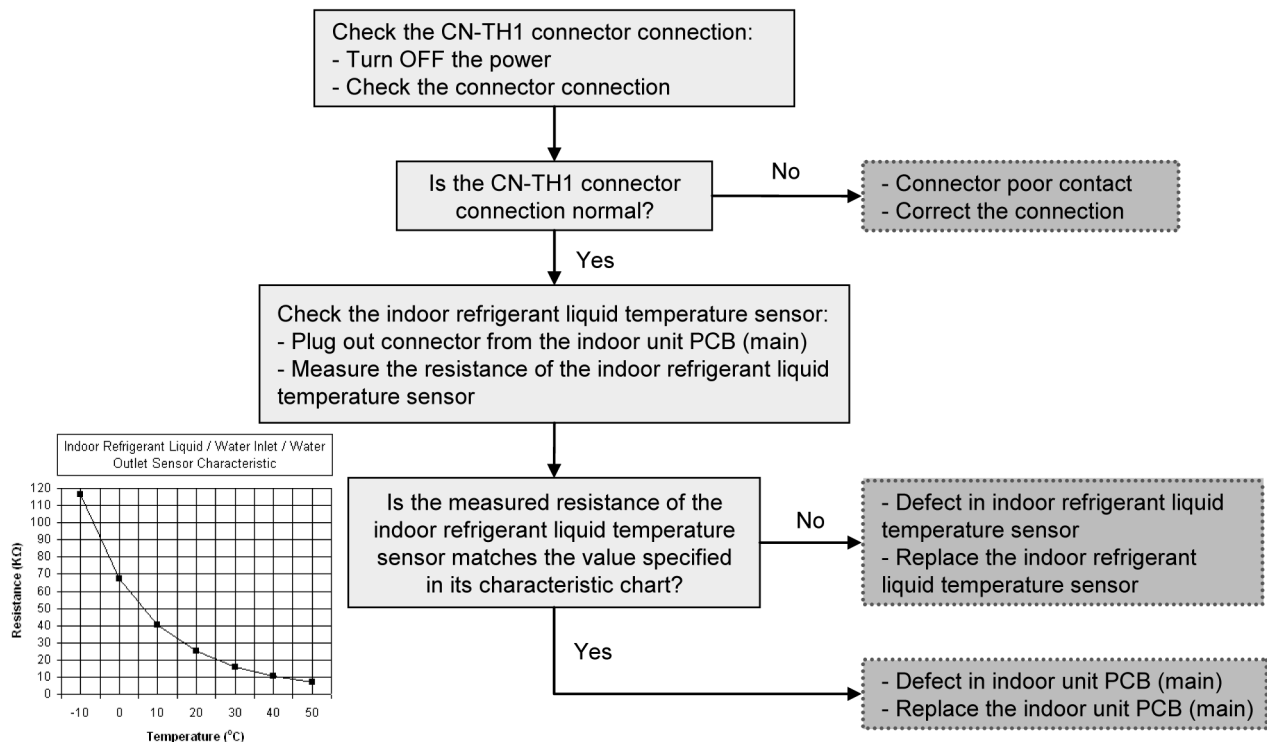 Check the CN-TH1 connector connection:
- Turn OFF the power
- Check the connector connection
Is the CN-TH1 connector
connection normal?
No
- Connector poor contact
- Correct the connection
Yes
Check the indoor refrigerant liquid temperature sensor:
- Plug out connector from the indoor unit PCB (main)
- Measure the resistance of the indoor refrigerant liquid
temperature sensor
Indoor Refrigerant Liquid / Water Inlet / Water
Outlet Sensor Characteristic
Resistance (KΩ)
120
110
100
90
80
70
60
50
40
30
20
10
0
-10 0 10 20 30 40 50
Temperature (°C)
Is the measured resistance of the
indoor refrigerant liquid temperature
sensor matches the value specified
in its characteristic chart?
No
- Defect in indoor refrigerant liquid
temperature sensor
- Replace the indoor refrigerant
liquid temperature sensor
Yes
- Defect in indoor unit PCB (main)
- Replace the indoor unit PCB (main)